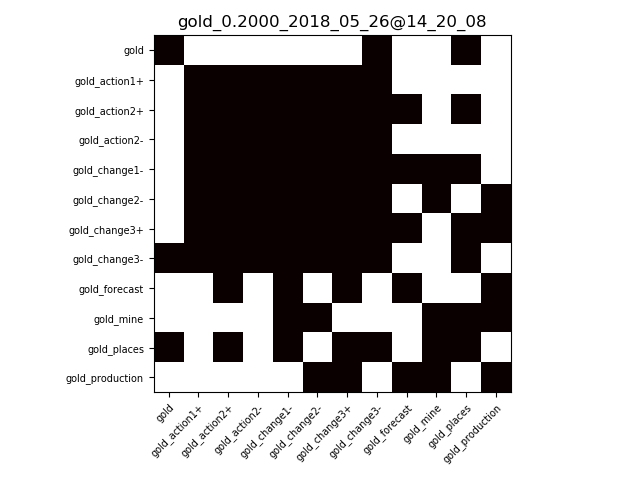 gold_0.2000_2018_05_26@14_20_08
gold
gold_action1+
gold_action2+
gold_action2-
gold_change1-
gold_change2-
gold_change3+
gold_change3-
gold_forecast
gold_mine
gold_places
gold_production
gold
gold_action1+
gold_action2+
gold_action2-
gold_change1-
gold_change2-
gold_change3+
gold_change3-
gold_forecast
gold_mine
gold_places
gold_production